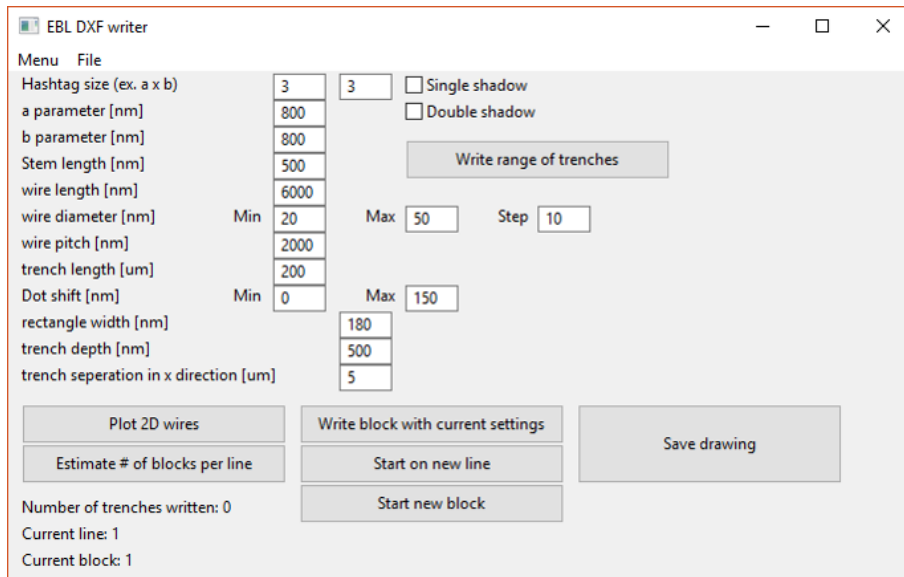 EBL DXF writer
Menu File
Hashtag size (ex. a x b) 3 3 Single shadow
a parameter [nm] 800 Double shadow
b parameter [nm] 800
Stem length [nm] 500 Write range of trenches
wire length [nm] 6000
wire diameter [nm] Min 20 Max 50 Step 10
wire pitch [nm] 2000
trench length [um] 200
Dot shift [nm] Min 0 Max 150
rectangle width [nm] 180
trench depth [nm] 500
trench seperation in x direction [um] 5
Plot 2D wires Write block with current settings Save drawing
Estimate # of blocks per line Start on new line
Start new block
Number of trenches written: 0
Current line: 1
Current block: 1